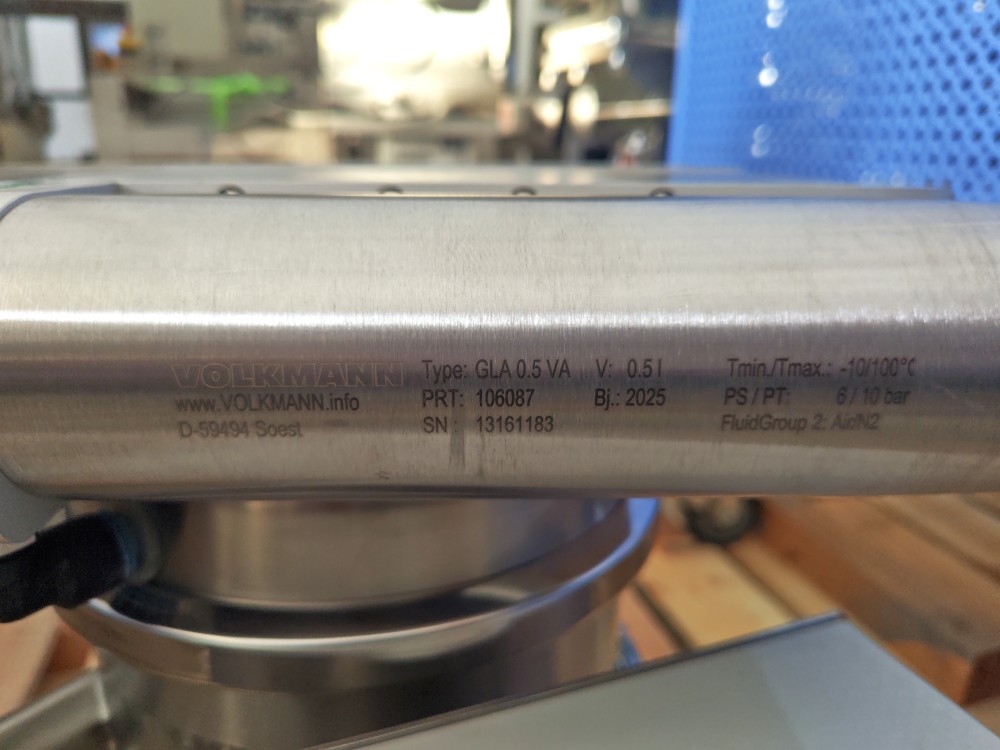 VOLKMANN
www.VOLKMANN.info
D-59494 Soest
Type: GLA 0.5 VA
PRT: 106087
SN : 13161183
V: 0.5 l
Bj.: 2025
Tmin./Tmax.: -10/100°C
PS / PT: 6 / 10 bar
FluidGroup 2: Air/N2